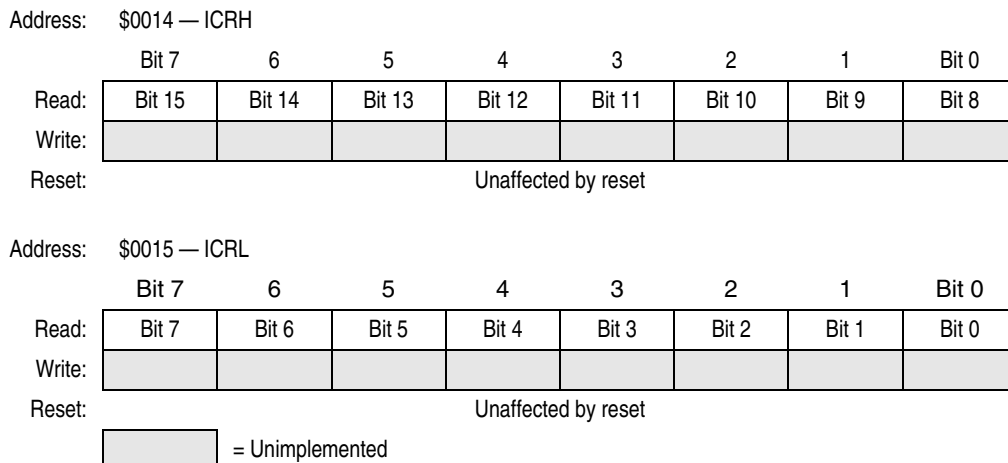 Address: $0014 — ICRH
Bit 7 6 5 4 3 2 1 Bit 0
Read: Bit 15 Bit 14 Bit 13 Bit 12 Bit 11 Bit 10 Bit 9 Bit 8
Write:
Reset: Unaffected by reset
Address: $0015 — ICRL
Bit 7 6 5 4 3 2 1 Bit 0
Read: Bit 7 Bit 6 Bit 5 Bit 4 Bit 3 Bit 2 Bit 1 Bit 0
Write:
Reset: Unaffected by reset
= Unimplemented